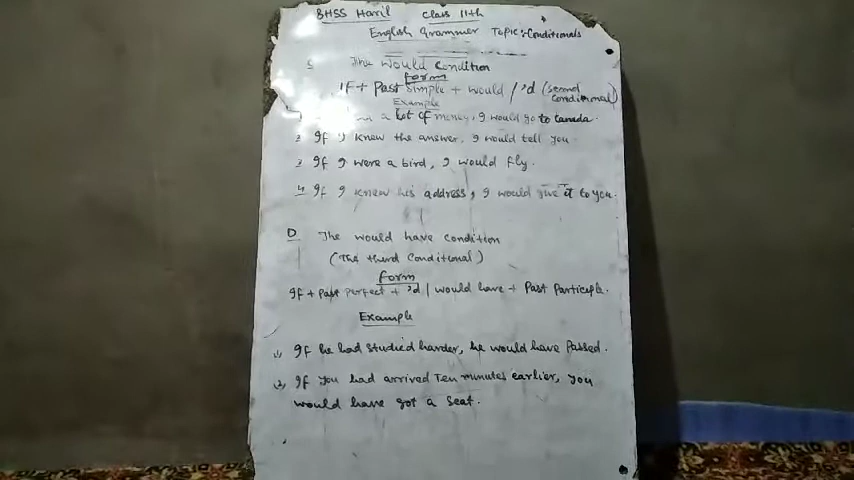 BHSS Haril Class 11th
English Grammer Topic:-Conditionals
The Would Condition
form
If + Past Simple + would / 'd (second conditional)
Example
a lot of money, I would go to Canada.
2 If I knew the answer, I would tell you
3 If I were a bird, I would fly.
4 If I knew his address, I would give it to you.
D. The would have condition
(The third conditional)
form
If + Past perfect + 'd / would have + Past Participle.
Example
(1) If he had studied harder, he would have passed.
(2) If you had arrived Ten minutes earlier, you
would have got a seat.